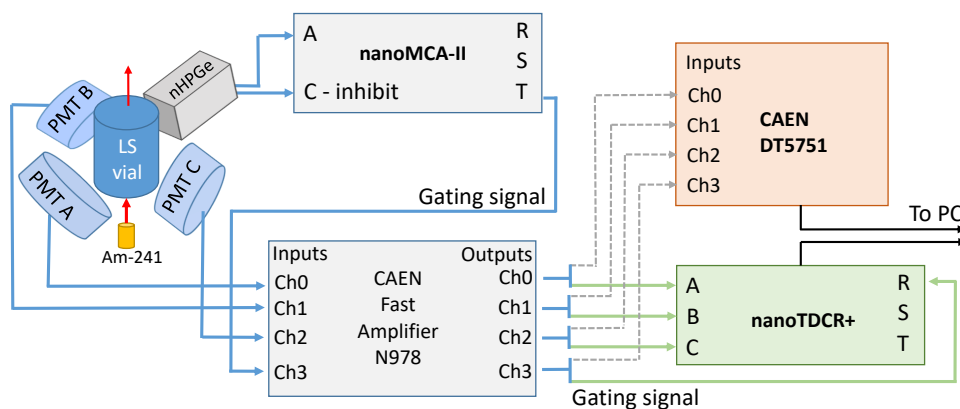 PMT B
nHPGe
LS
vial
PMT A
PMT C
Am-241
A
C - inhibit
nanoMCA-II
R
S
T
Gating signal
Inputs
Ch0
Ch1
Ch2
Ch3
CAEN
Fast
Amplifier
N978
Outputs
Ch0
Ch1
Ch2
Ch3
Inputs
Ch0
Ch1
Ch2
Ch3
CAEN
DT5751
To PC
A
B
C
nanoTDCR+
R
S
T
Gating signal